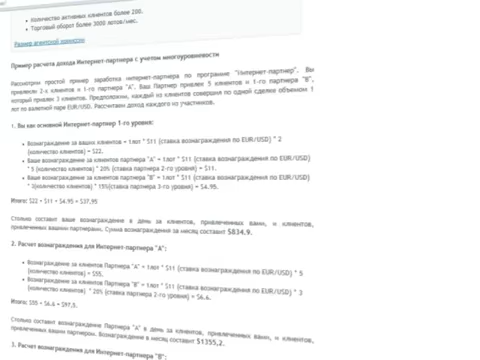 Количество активных клиентов более 200.
Торговый оборот более 3000 лотов/мес.
Размер агентской комиссии
Пример расчета дохода Интернет-партнера с учетом многоуровневости
Рассмотрим простой пример заработка интернет-партнера по программе "Интернет-партнер". Вы
привлекли 2-х клиентов и 1-го партнера "A". Ваш Партнер привлек 5 клиентов и 1-го партнера "B",
который привлек 3 клиентов. Предположим, каждый из клиентов совершил по одной сделке объемом 1
лот по валютной паре EUR/USD. Рассчитаем доход каждого из участников.
1. Вы как основной Интернет-партнер 1-го уровня:
Вознаграждение за ваших клиентов = 1лот * $11 (ставка вознаграждения по EUR/USD) * 2
(количество клиентов) = $22.
Ваше вознаграждение за клиентов партнера "A" = 1лот * $11 (ставка вознаграждения по EUR/USD)
* 5 (количество клиентов) * 20% (ставка партнера 2-го уровня) = $11.
Ваше вознаграждение за клиентов партнера "B" = 1лот * $11 (ставка вознаграждения по EUR/USD)
* 3(количество клиентов) * 15%(ставка партнера 3-го уровня) = $4.95.
Итого: $22 + $11 + $4.95 = $37.95
Столько составит ваше вознаграждение в день за клиентов, привлеченных вами, и клиентов,
привлеченных вашими партнерами. Сумма вознаграждения за месяц составит $834,9.
2. Расчет вознаграждения для Интернет-партнера "A":
Вознаграждение за клиентов Партнера "A" = 1лот * $11 (ставка вознаграждения по EUR/USD) * 5
(количество клиентов) = $55.
Вознаграждение за клиентов Партнера "B" = 1лот * $11 (ставка вознаграждения по EUR/USD) * 3
(количество клиентов) * 20% (ставка партнера 2-го уровня) = $6.6.
Итого: $55 + $6.6 =
Столько составит вознаграждение Партнера "A" в день за клиентов, привлеченных вами, и клиентов,
привлеченных вашим партнером. Вознаграждение в месяц составит $1355,2.
3. Расчет вознаграждения для Интернет-партнера "B":